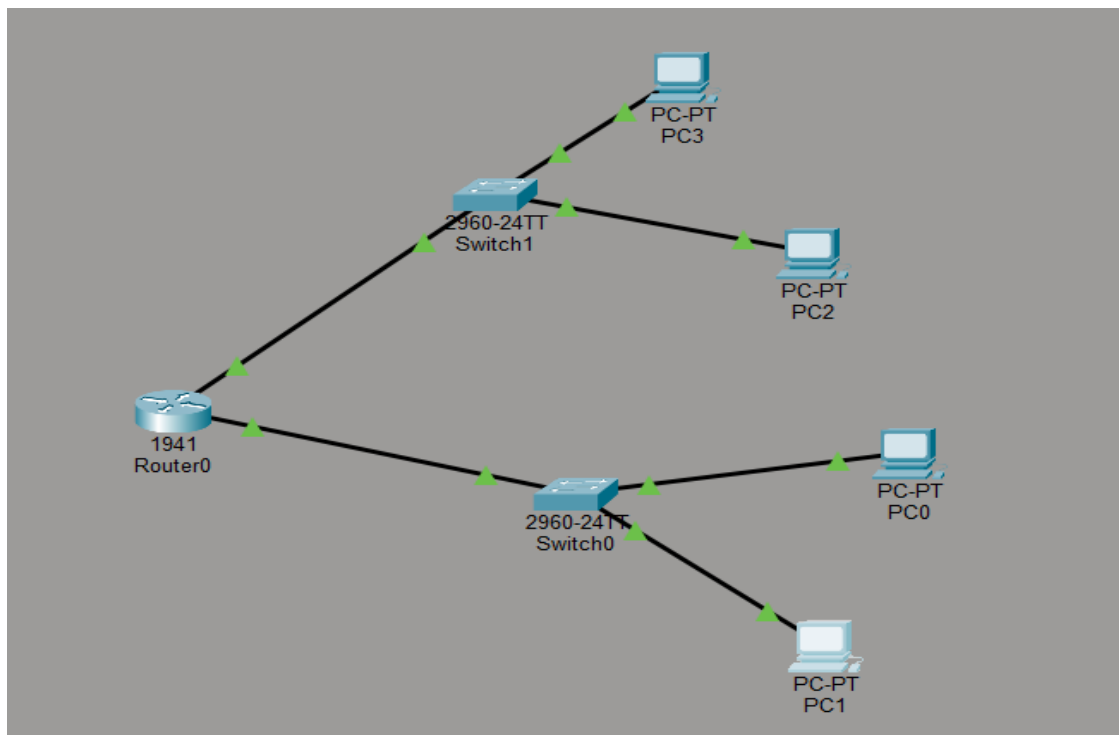 PC-PT
PC3
2960-24TT
Switch1
PC-PT
PC2
1941
Router0
PC-PT
PC0
2960-24TT
Switch0
PC-PT
PC1